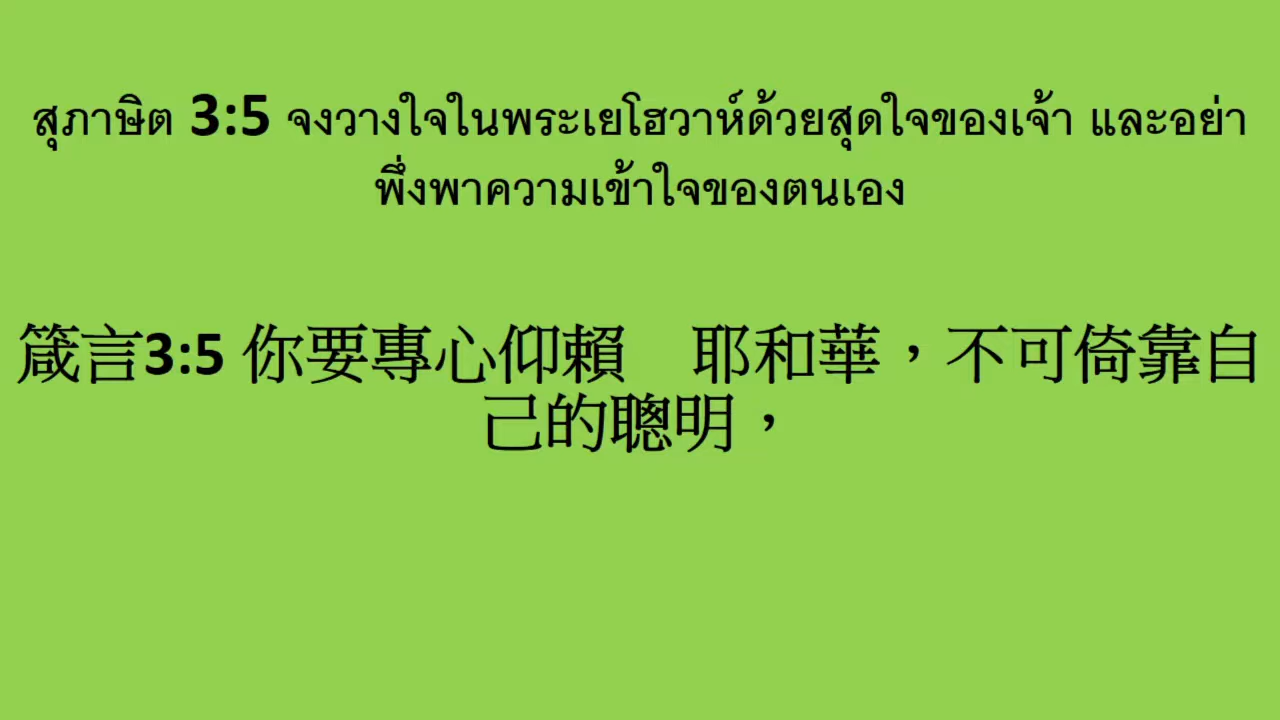 สุภาษิต 3:5 จงวางใจในพระเยโฮวาห์ด้วยสุดใจของเจ้า และอย่า
พึ่งพาความเข้าใจของตนเอง
箴言3:5 你要專心仰賴　耶和華，不可倚靠自
己的聰明，